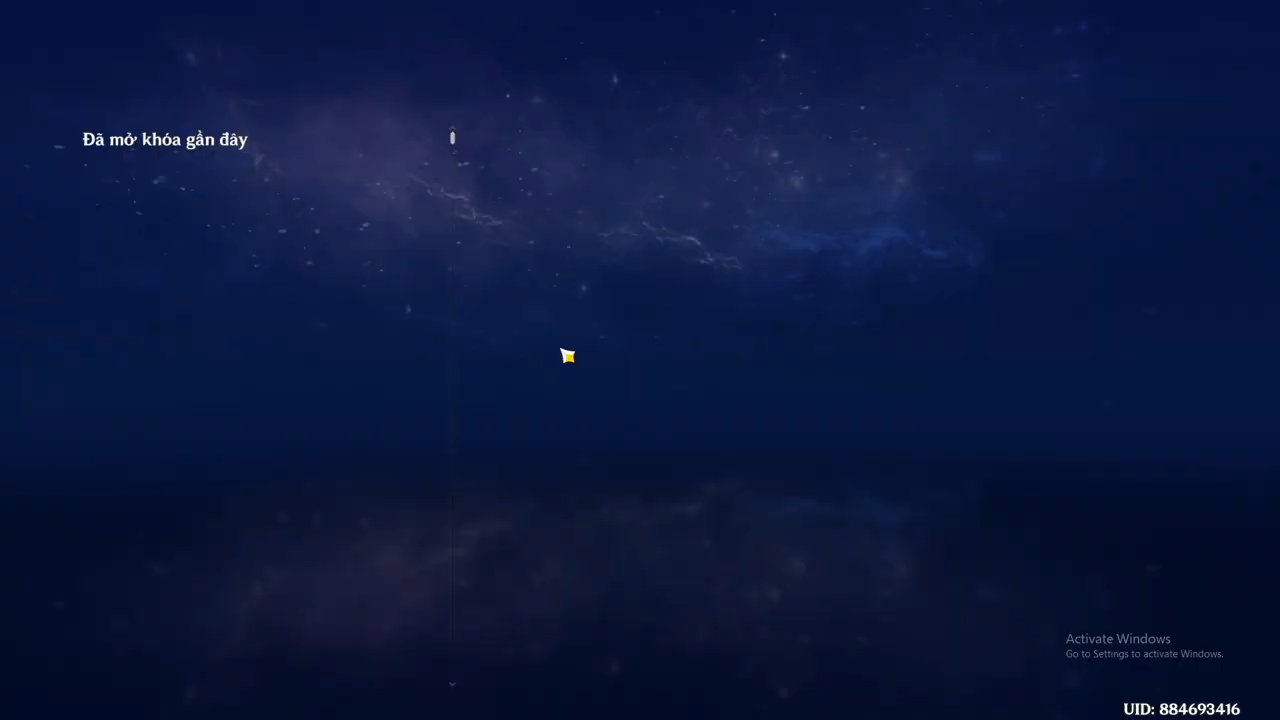 Đã mở khóa gần đây
Activate Windows
Go to Settings to activate Windows.
UID: 884693416